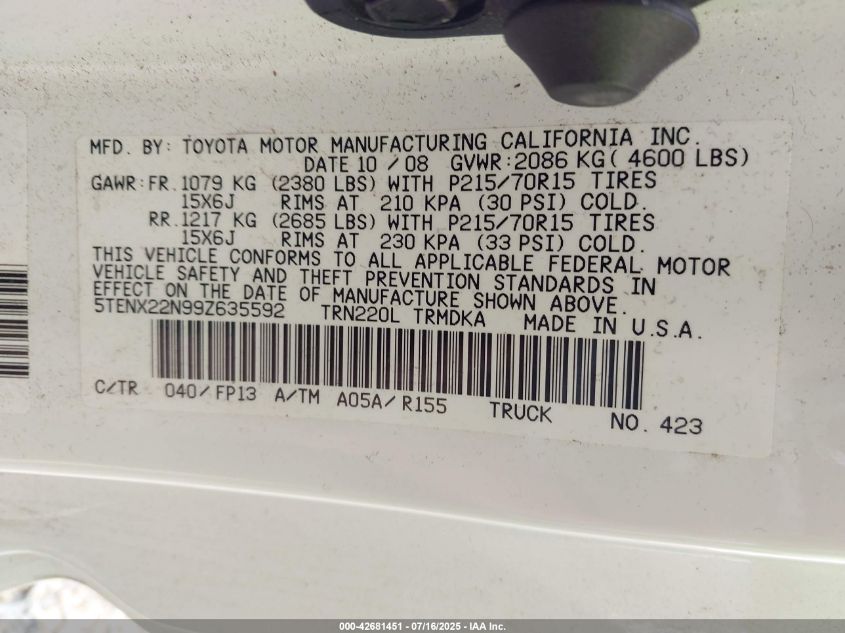 MFD. BY: TOYOTA MOTOR MANUFACTURING CALIFORNIA INC.
DATE 10 / 08 GVWR: 2086 KG ( 4600 LBS)
GAWR: FR. 1079 KG (2380 LBS) WITH P215/70R15 TIRES
15X6J RIMS AT 210 KPA (30 PSI) COLD.
RR. 1217 KG (2685 LBS) WITH P215/70R15 TIRES
15X6J RIMS AT 230 KPA (33 PSI) COLD.
THIS VEHICLE CONFORMS TO ALL APPLICABLE FEDERAL MOTOR
VEHICLE SAFETY AND THEFT PREVENTION STANDARDS IN
EFFECT ON THE DATE OF MANUFACTURE SHOWN ABOVE.
5TENX22N99Z635592 TRN220L TRMDKA MADE IN U.S.A.
C/TR 040/FP13 A/TM A05A/R155 TRUCK NO. 423
000-42681451 - 07/16/2025 - IAA Inc.